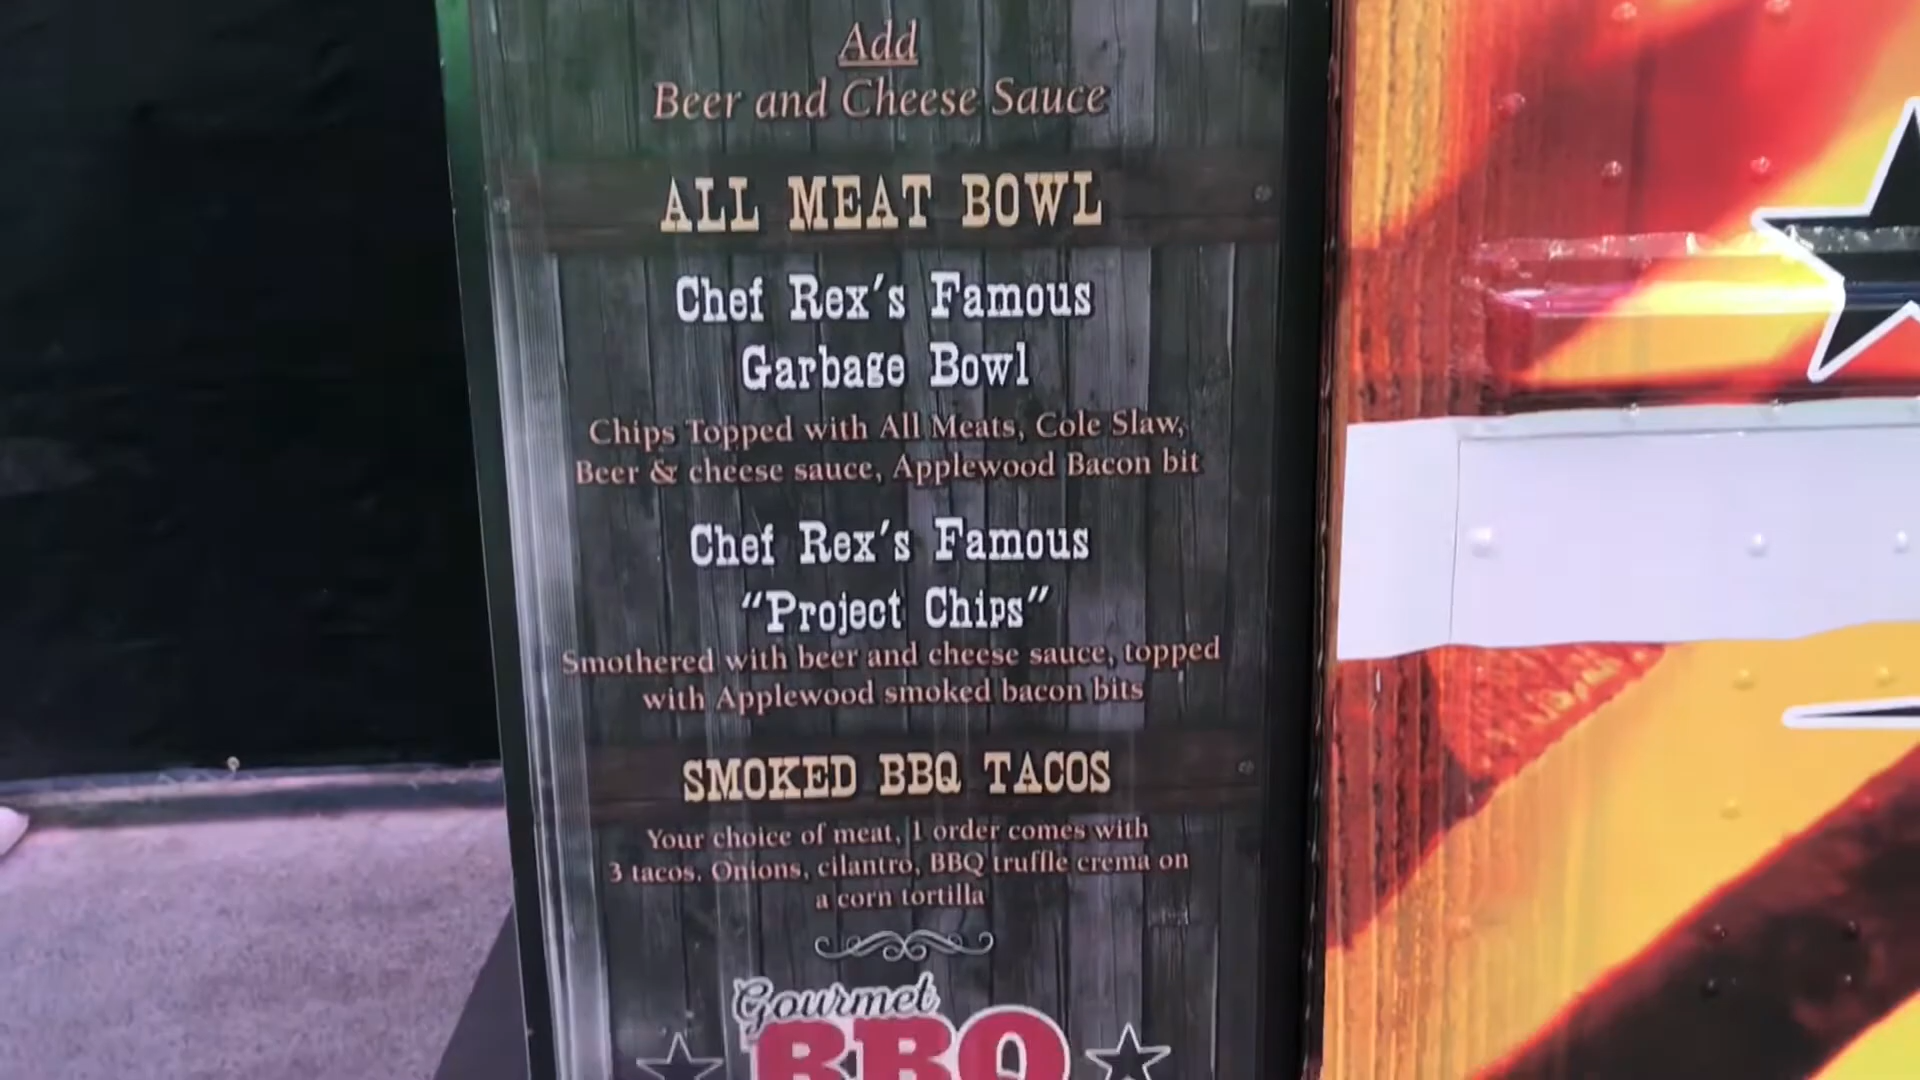 Add
Beer and Cheese Sauce
ALL MEAT BOWL
Chef Rex's Famous
Garbage Bowl
Chips Topped with All Meats, Cole Slaw,
Beer & cheese sauce, Applewood Bacon bit
Chef Rex's Famous
"Project Chips"
Smothered with beer and cheese sauce, topped
with Applewood smoked bacon bits
SMOKED BBQ TACOS
Your choice of meat, 1 order comes with
3 tacos. Onions, cilantro, BBQ truffle crema on
a corn tortilla
Gourmet
BBQ